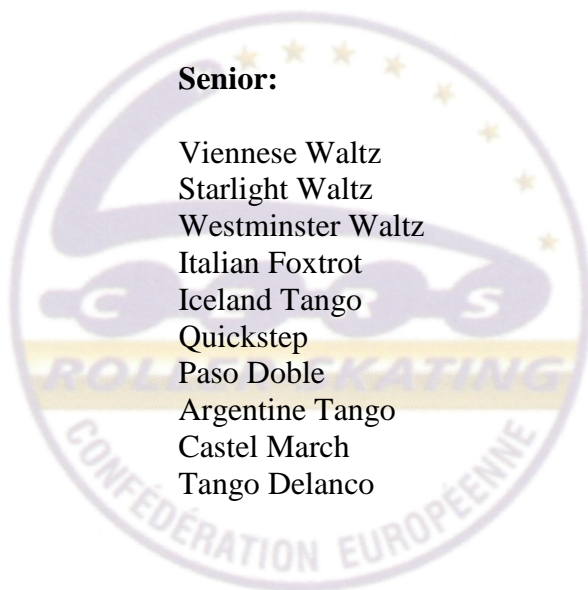 Senior:
Viennese Waltz
Starlight Waltz
Westminster Waltz
Italian Foxtrot
Iceland Tango
Quickstep
Paso Doble
Argentine Tango
Castel March
Tango Delanco
C E R S
ROLLER SKATING
CONFÉDÉRATION EUROPÉENNE